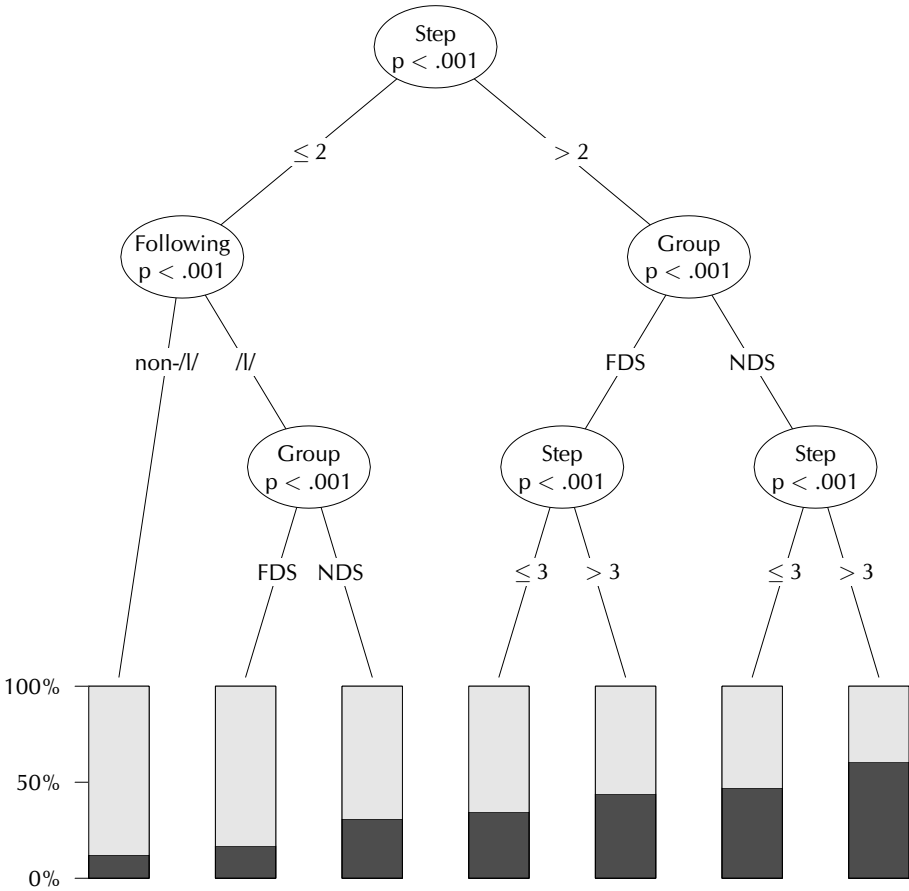 Step
p < .001
≤ 2
> 2
Following
p < .001
Group
p < .001
non-/l/
/l/
FDS
NDS
Group
p < .001
Step
p < .001
Step
p < .001
FDS
NDS
≤ 3
> 3
≤ 3
> 3
100%
50%
0%